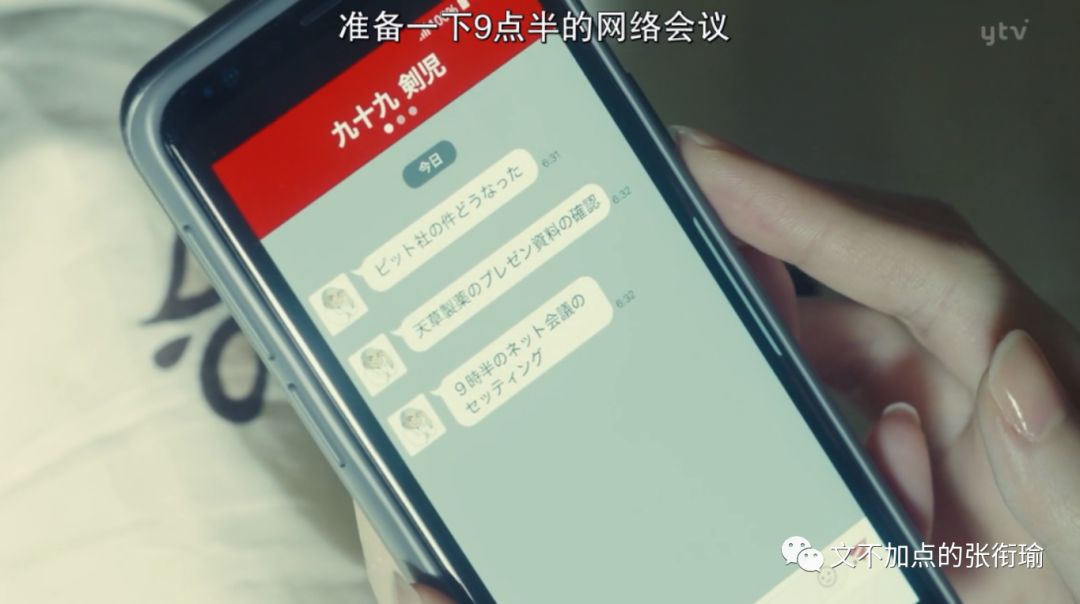 准备一下9点半的网络会议
ytv
100%
九十九 剣児
今日
ビット社の件どうなった
6:31
天草製薬のプレゼン資料の確認
6:32
9時半のネット会議の
セッティング
6:32
文不加点的张衔瑜